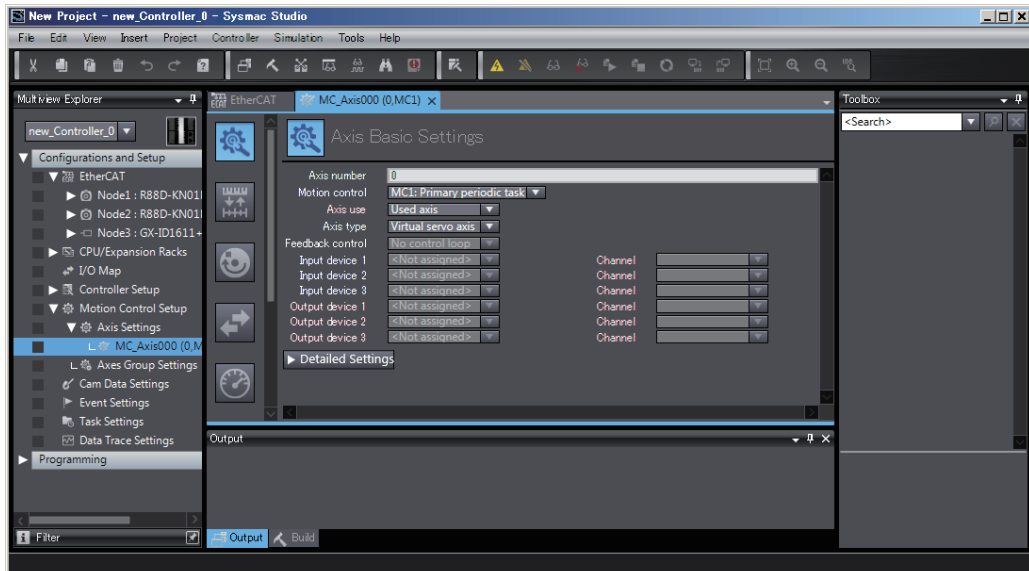 New Project - new_Controller_0 - Sysmac Studio
File Edit View Insert Project Controller Simulation Tools Help
Multiview Explorer
new_Controller_0
Configurations and Setup
EtherCAT
Node1 : R88D-KN01
Node2 : R88D-KN01
Node3 : GX-ID1611+
CPU/Expansion Racks
I/O Map
Controller Setup
Motion Control Setup
Axis Settings
MC_Axis000 (0,M
Axes Group Settings
Cam Data Settings
Event Settings
Task Settings
Data Trace Settings
Programming
Filter
EtherCAT MC_Axis000 (0,MC1)
Axis Basic Settings
Axis number 0
Motion control MC1: Primary periodic task
Axis use Used axis
Axis type Virtual servo axis
Feedback control No control loop
Input device 1 <Not assigned> Channel
Input device 2 <Not assigned> Channel
Input device 3 <Not assigned> Channel
Output device 1 <Not assigned> Channel
Output device 2 <Not assigned> Channel
Output device 3 <Not assigned> Channel
Detailed Settings
Output
Output Build
Toolbox
<Search>